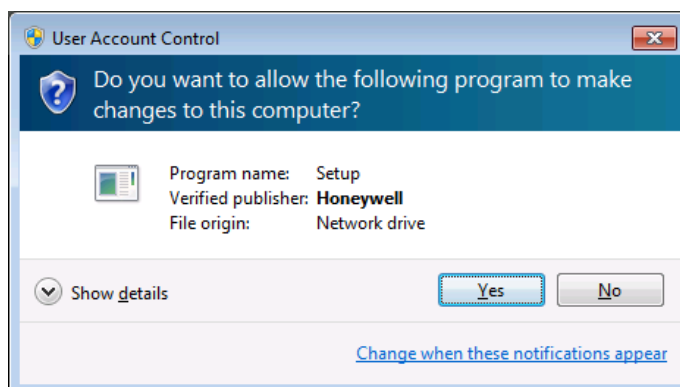 User Account Control
Do you want to allow the following program to make
changes to this computer?
Program name: Setup
Verified publisher: Honeywell
File origin: Network drive
Show details
Yes
No
Change when these notifications appear